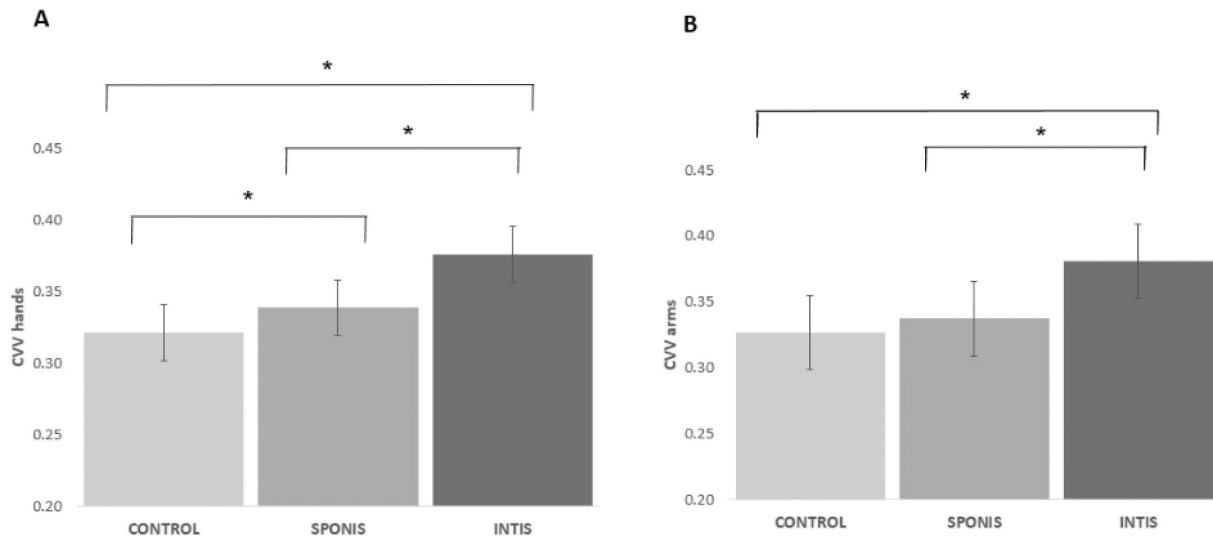 A
*
*
*
0.45
0.40
0.35
0.30
0.25
0.20
CVV hands
CONTROL SPONIS INTIS
B
*
*
0.45
0.40
0.35
0.30
0.25
0.20
CVV arms
CONTROL SPONIS INTIS